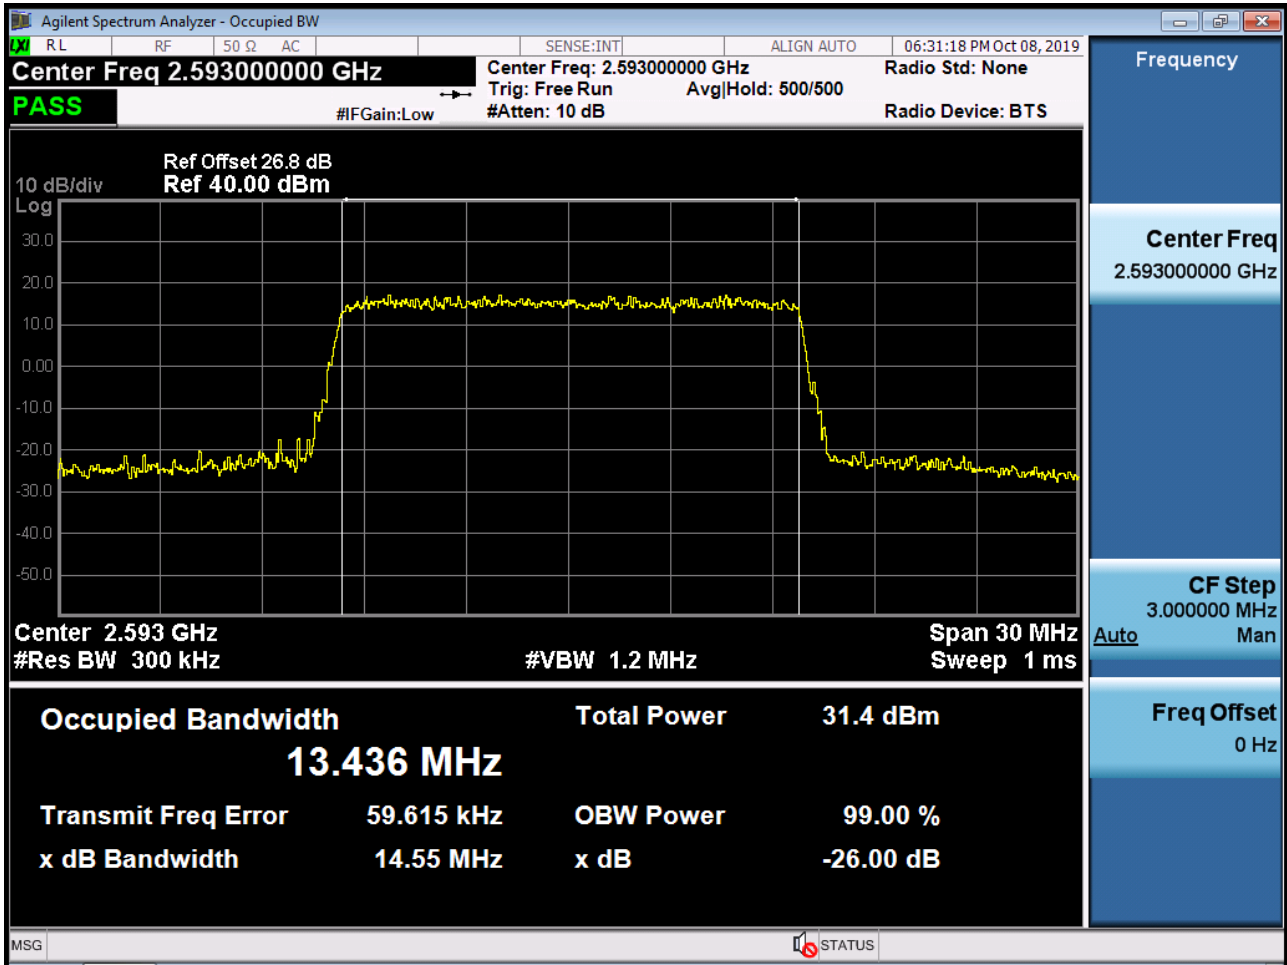 Agilent Spectrum Analyzer - Occupied BW
LXI RL RF 50 Ω AC SENSE:INT ALIGN AUTO 06:31:18 PM Oct 08, 2019
Center Freq 2.593000000 GHz
Center Freq: 2.593000000 GHz
Radio Std: None
Trig: Free Run Avg|Hold: 500/500
PASS
#IFGain:Low
#Atten: 10 dB
Radio Device: BTS
Ref Offset 26.8 dB
10 dB/div Ref 40.00 dBm
Log
30.0
20.0
10.0
0.00
-10.0
-20.0
-30.0
-40.0
-50.0
Center 2.593 GHz
Span 30 MHz
#Res BW 300 kHz
#VBW 1.2 MHz
Sweep 1 ms
Occupied Bandwidth
13.436 MHz
Total Power 31.4 dBm
Transmit Freq Error 59.615 kHz
OBW Power 99.00 %
x dB Bandwidth 14.55 MHz
x dB -26.00 dB
Frequency
Center Freq
2.593000000 GHz
CF Step
3.000000 MHz
Auto Man
Freq Offset
0 Hz
MSG
STATUS